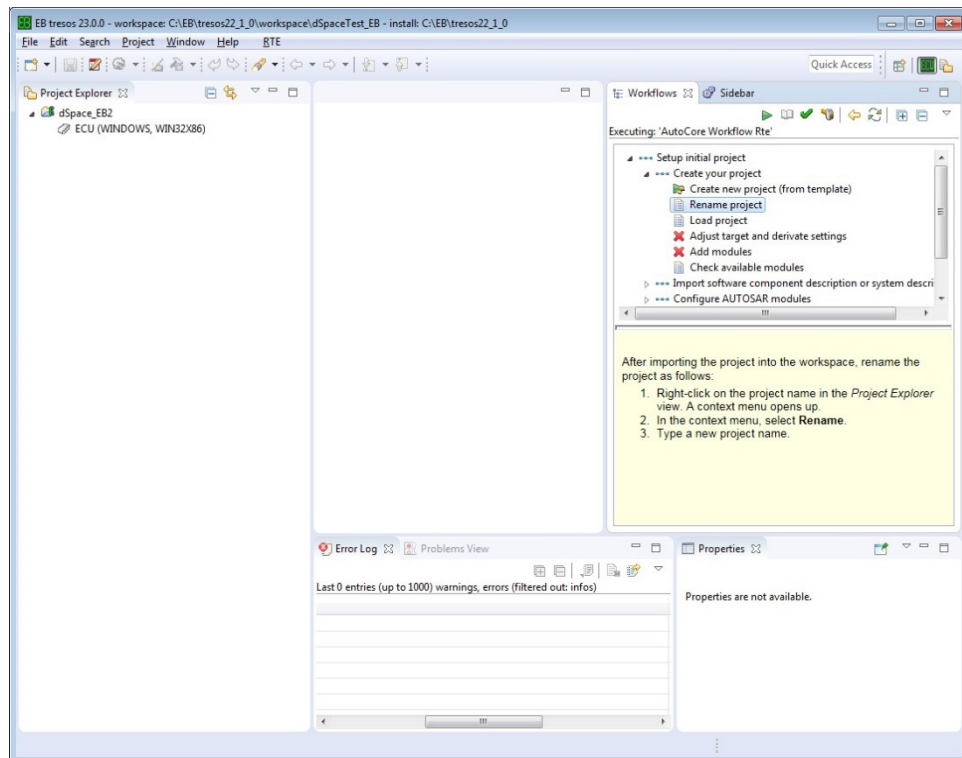 EB tresos 23.0.0 - workspace: C:\EB\tresos22_1_0\workspace\dSpaceTest_EB - install: C:\EB\tresos22_1_0
File Edit Search Project Window Help RTE
Quick Access
Project Explorer
dSpace_EB2
ECU (WINDOWS, WIN32X86)
Workflows Sidebar
Executing: 'AutoCore Workflow Rte'
Setup initial project
Create your project
Create new project (from template)
Rename project
Load project
Adjust target and derivate settings
Add modules
Check available modules
Import software component description or system descri
Configure AUTOSAR modules
After importing the project into the workspace, rename the
project as follows:
1. Right-click on the project name in the Project Explorer
view. A context menu opens up.
2. In the context menu, select Rename.
3. Type a new project name.
Error Log Problems View
Last 0 entries (up to 1000) warnings, errors (filtered out: infos)
Properties
Properties are not available.